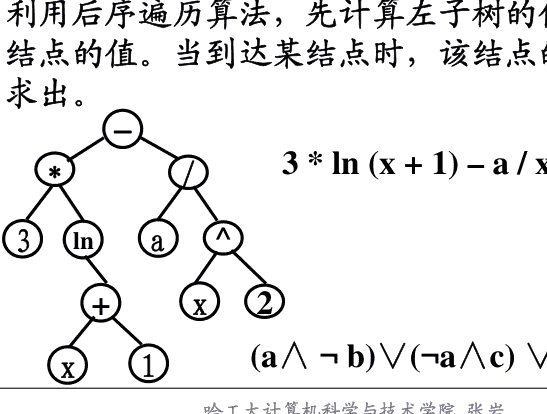 利用后序遍历算法，先计算左子树的
结点的值。当到达某结点时，该结点的
求出。
−
*
/
3 * ln (x + 1) – a / x
3
ln
a
^
+
x
2
(a∧ ¬ b)∨(¬a∧c) ∨
x
1
哈工大计算机科学与技术学院 张岩